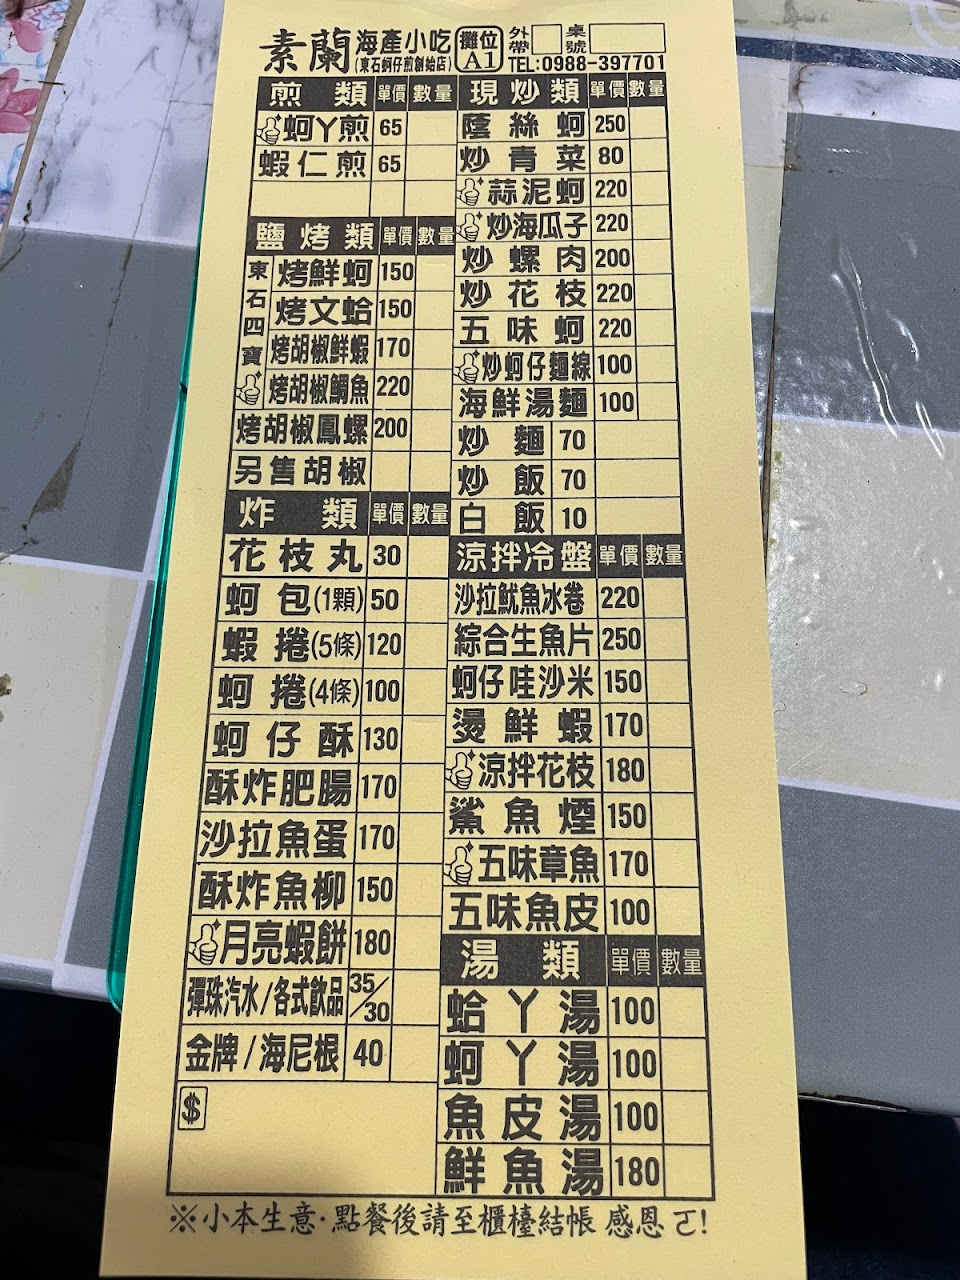 素蘭 海產小吃 (東石蚵仔煎創始店) 攤位 A1 外帶 桌號
TEL:0988-397701
煎類 單價 數量
蚵ㄚ煎 65
蝦仁煎 65
鹽烤類 單價 數量
東石四寶
烤鮮蚵 150
烤文蛤 150
烤胡椒鮮蝦 170
烤胡椒鯛魚 220
烤胡椒鳳螺 200
另售胡椒
炸類 單價 數量
花枝丸 30
蚵包(1顆) 50
蝦捲(5條) 120
蚵捲(4條) 100
蚵仔酥 130
酥炸肥腸 170
沙拉魚蛋 170
酥炸魚柳 150
月亮蝦餅 180
彈珠汽水/各式飲品 35/30
金牌/海尼根 40
$
現炒類 單價 數量
蔭絲蚵 250
炒青菜 80
蒜泥蚵 220
炒海瓜子 220
炒螺肉 200
炒花枝 220
五味蚵 220
炒蚵仔麵線 100
海鮮湯麵 100
炒麵 70
炒飯 70
白飯 10
涼拌冷盤 單價 數量
沙拉魷魚冰卷 220
綜合生魚片 250
蚵仔哇沙米 150
燙鮮蝦 170
涼拌花枝 180
鯊魚煙 150
五味章魚 170
五味魚皮 100
湯類 單價 數量
蛤ㄚ湯 100
蚵ㄚ湯 100
魚皮湯 100
鮮魚湯 180
※小本生意·點餐後請至櫃檯結帳 感恩ㄛ!